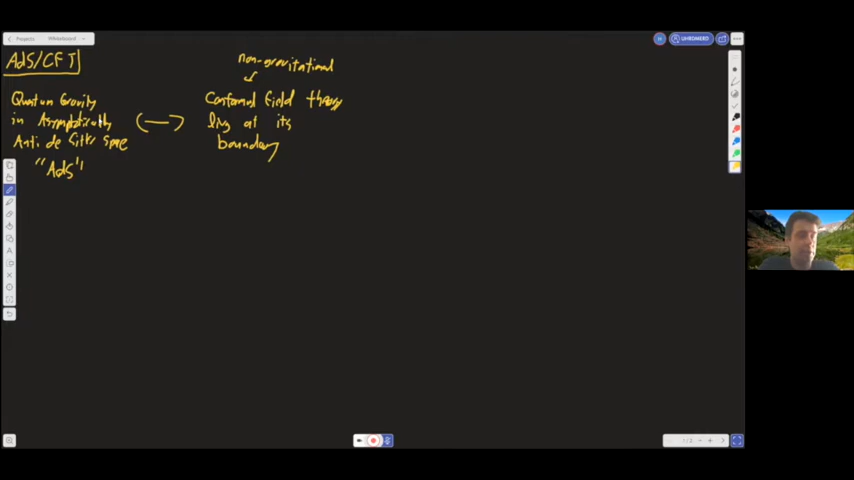 AdS/CFT
non-gravitational
Quantum Gravity
in Asymptotically
Anti de Sitter space
"AdS"
Conformal field theory
living at its
boundary